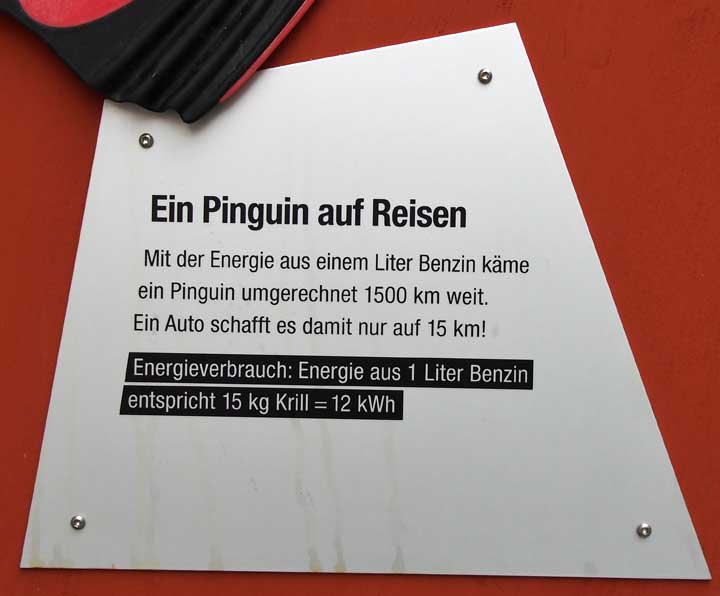 Ein Pinguin auf Reisen
Mit der Energie aus einem Liter Benzin käme
ein Pinguin umgerechnet 1500 km weit.
Ein Auto schafft es damit nur auf 15 km!
Energieverbrauch: Energie aus 1 Liter Benzin
entspricht 15 kg Krill = 12 kWh